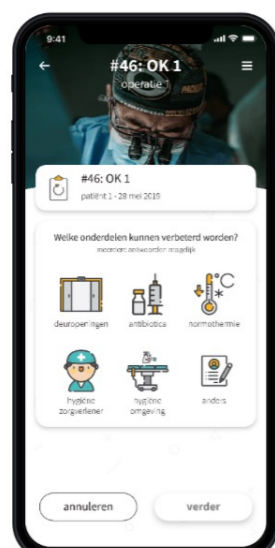 9:41
#46: OK 1
operatie 1
#46: OK 1
patiënt 1 - 28 mei 2019
Welke onderdelen kunnen verbeterd worden?
meerdere antwoorden mogelijk
deuropeningen
antibiotica
°C
normothermie
hygiëne
zorgverlener
hygiëne
omgeving
anders
annuleren
verder